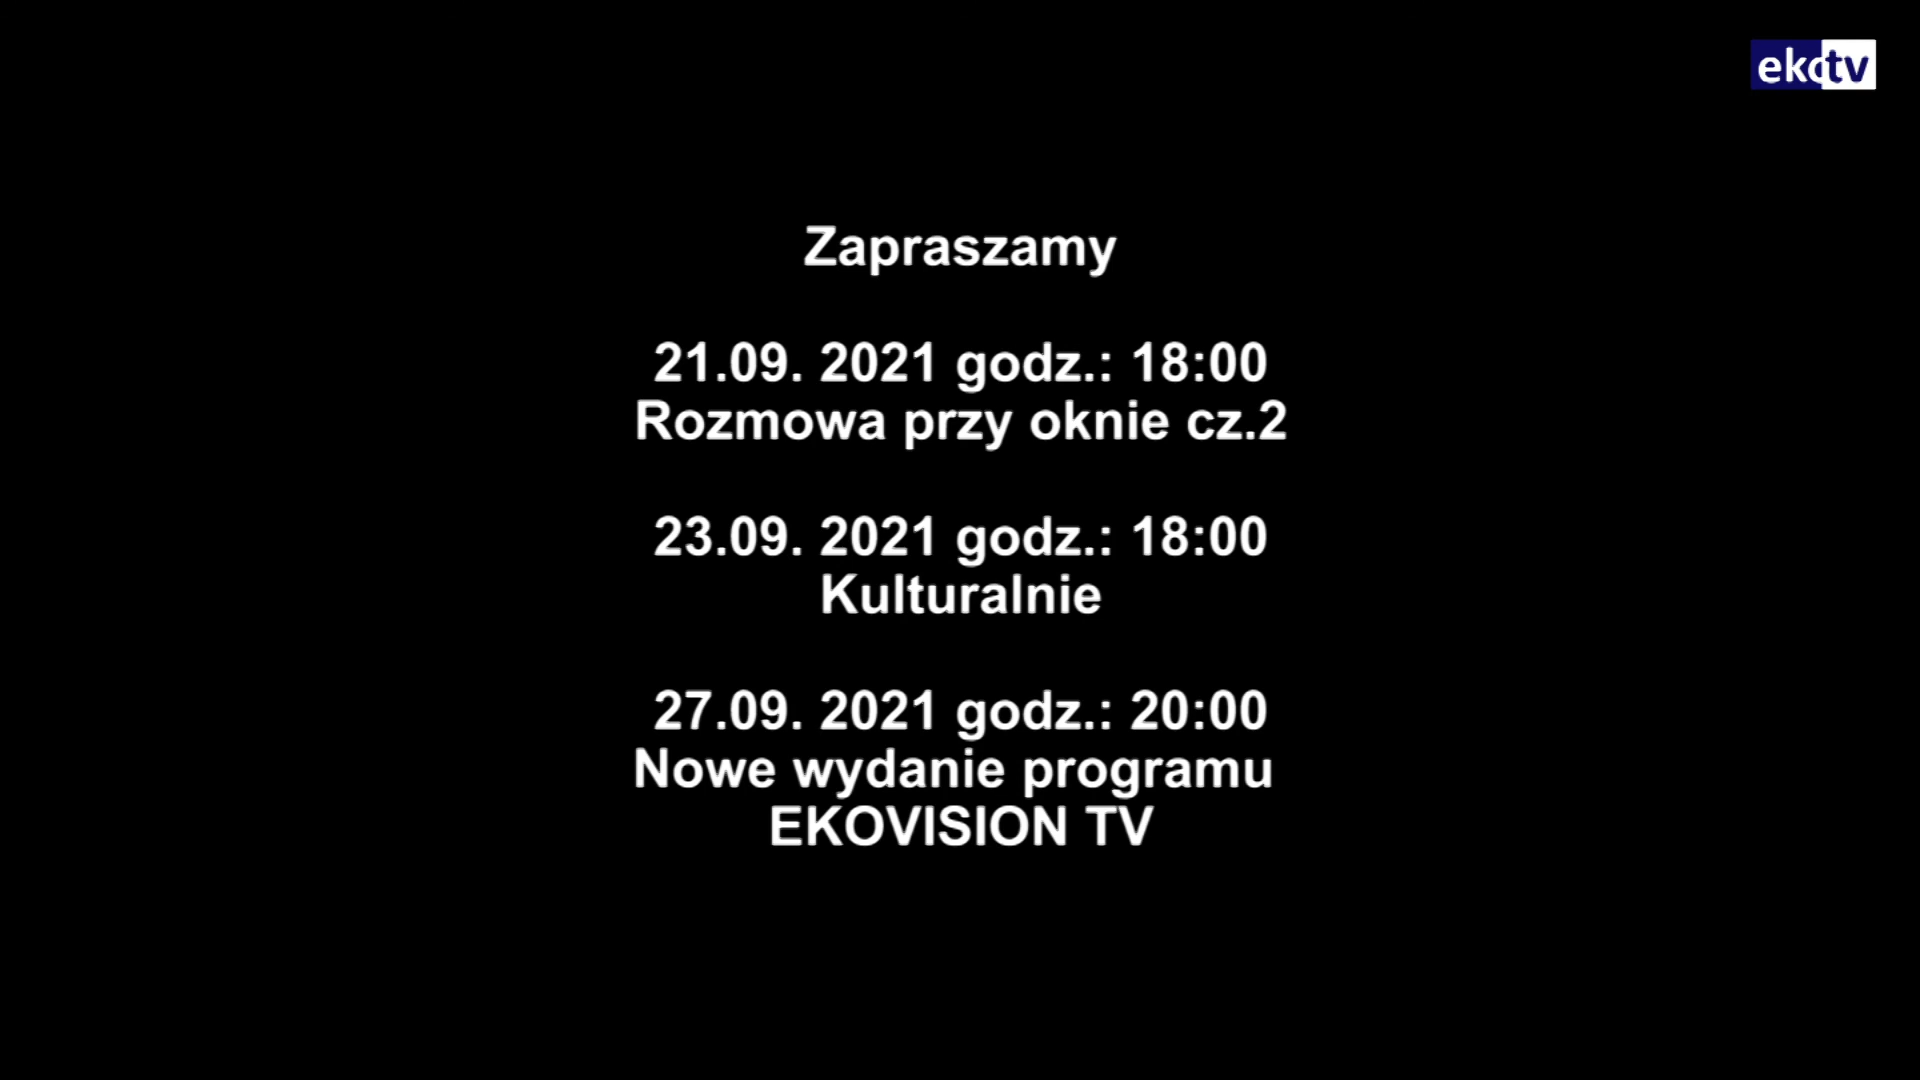 ekotv
Zapraszamy
21.09. 2021 godz.: 18:00
Rozmowa przy oknie cz.2
23.09. 2021 godz.: 18:00
Kulturalnie
27.09. 2021 godz.: 20:00
Nowe wydanie programu
EKOVISION TV